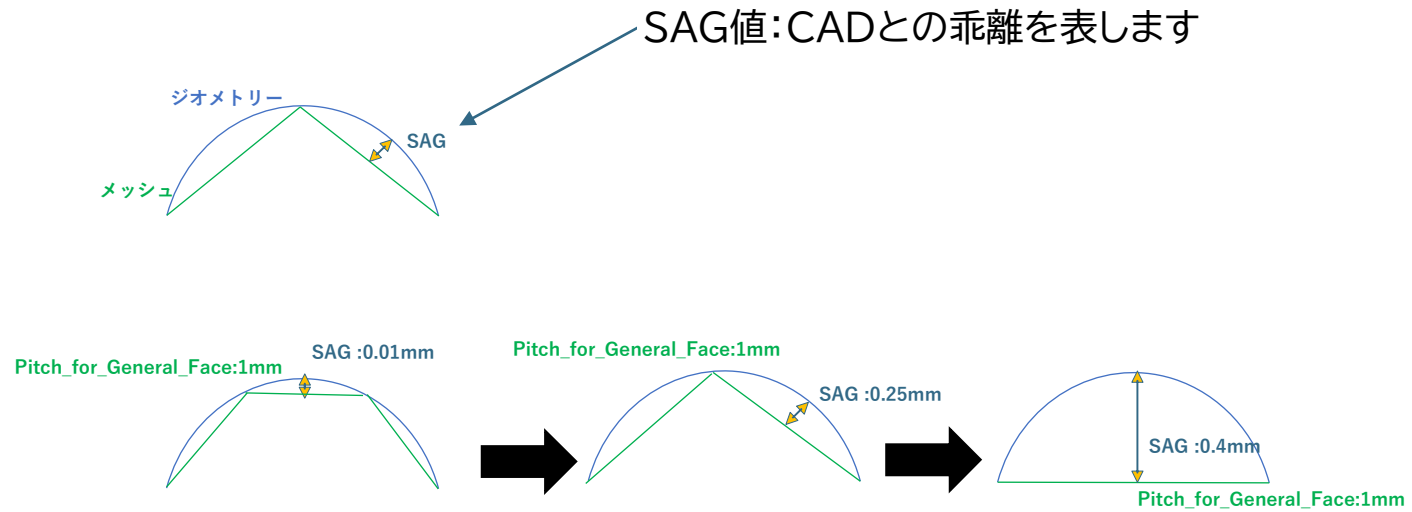 SAG値：CADとの乖離を表します
ジオメトリー
SAG
メッシュ
Pitch_for_General_Face:1mm
SAG :0.01mm
Pitch_for_General_Face:1mm
SAG :0.25mm
SAG :0.4mm
Pitch_for_General_Face:1mm